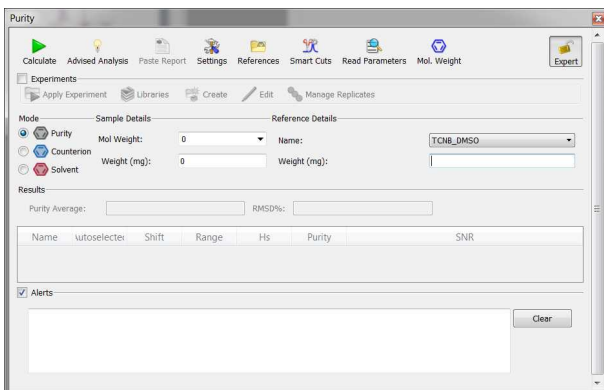 Purity
Calculate Advised Analysis Paste Report Settings References Smart Cuts Read Parameters Mol. Weight Expert
Experiments
Apply Experiment Libraries Create Edit Manage Replicates
Mode Sample Details Reference Details
Purity Mol Weight: 0 Name: TCNB_DMSO
Counterion Weight (mg): 0 Weight (mg):
Solvent
Results
Purity Average: RMSD%:
Name utoselected Shift Range Hs Purity SNR
Alerts
Clear